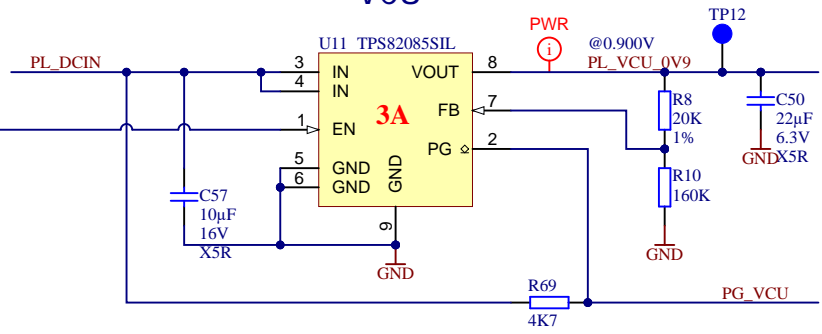 TP12
PWR
i
U11 TPS82085SIL
@0.900V
PL_DCIN
PL_VCU_0V9
3 IN VOUT 8
4 IN
3A
FB 7
1 EN
PG 2
5 GND
6 GND
GND
9
GND
R8
20K
1%
C50
22µF
6.3V
X5R
GND
R10
160K
GND
C57
10µF
16V
X5R
R69
4K7
PG_VCU